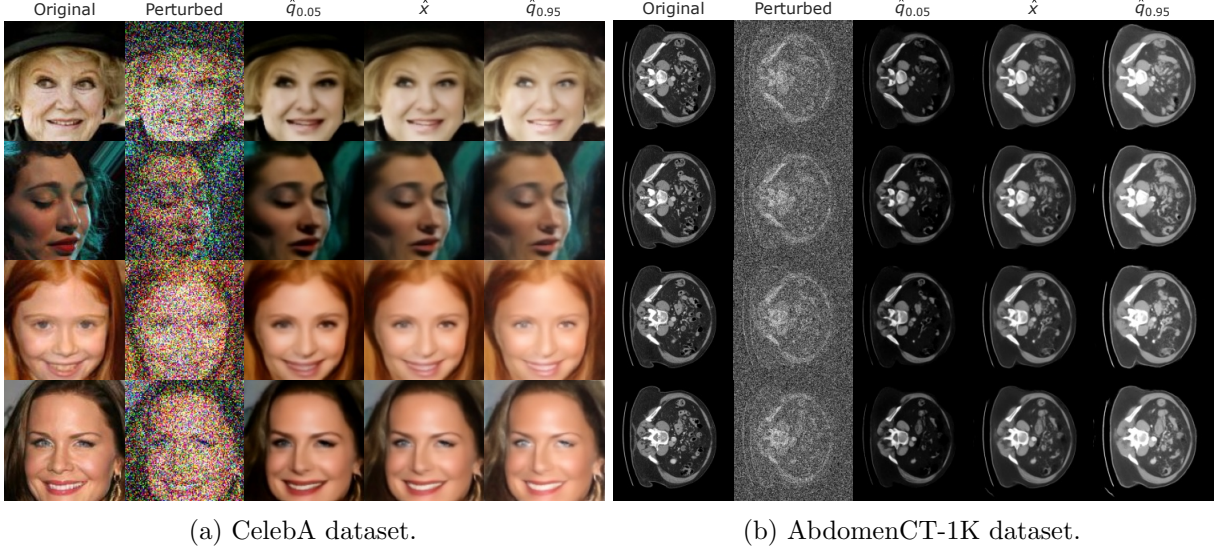 Original Perturbed q̂0.05 x̂ q̂0.95
Original Perturbed q̂0.05 x̂ q̂0.95
(a) CelebA dataset.
(b) AbdomenCT-1K dataset.